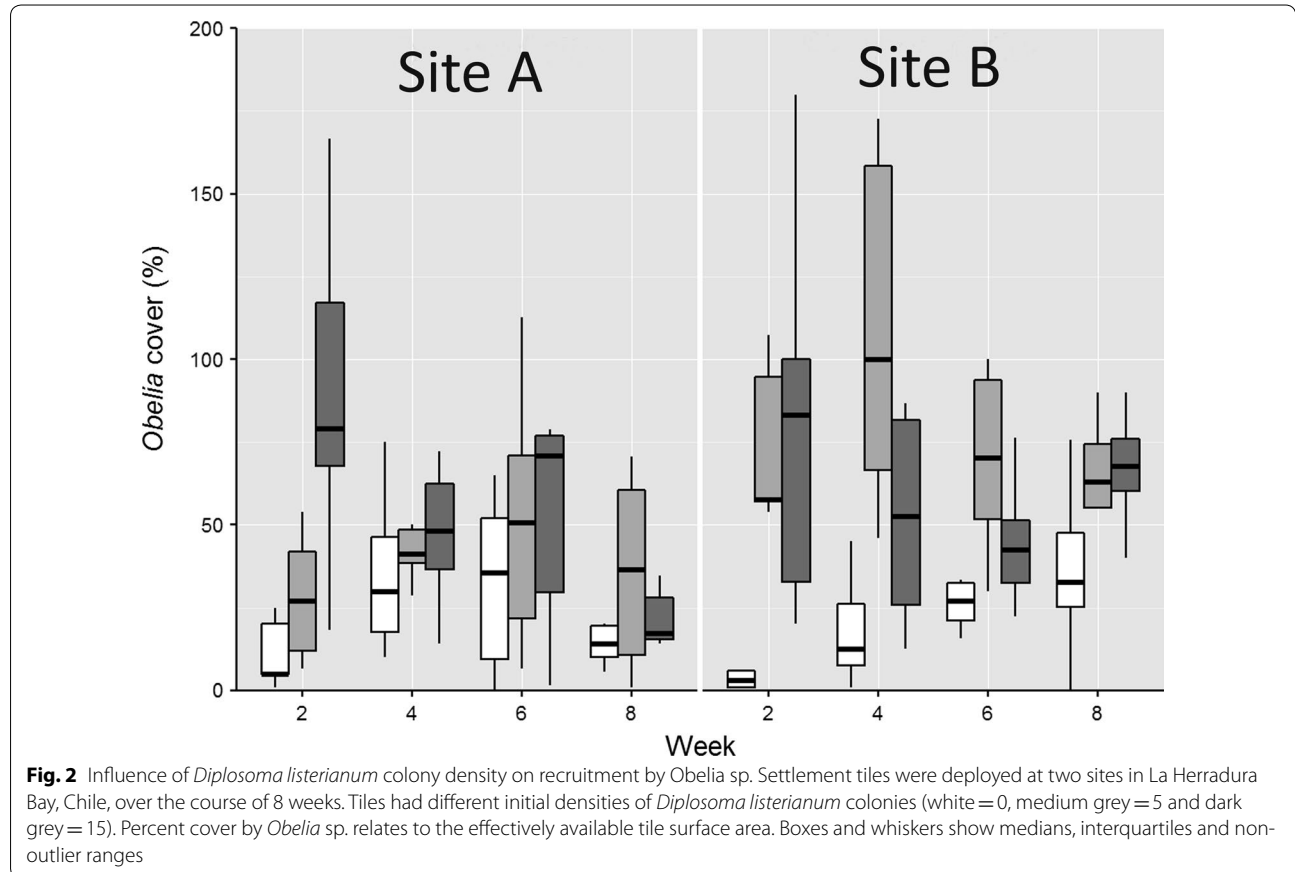 200
150
100
50
0
Obelia cover (%)
Site A
Site B
2 4 6 8 2 4 6 8
Week
Fig. 2 Influence of Diplosoma listerianum colony density on recruitment by Obelia sp. Settlement tiles were deployed at two sites in La Herradura
Bay, Chile, over the course of 8 weeks. Tiles had different initial densities of Diplosoma listerianum colonies (white = 0, medium grey = 5 and dark
grey = 15). Percent cover by Obelia sp. relates to the effectively available tile surface area. Boxes and whiskers show medians, interquartiles and non-
outlier ranges